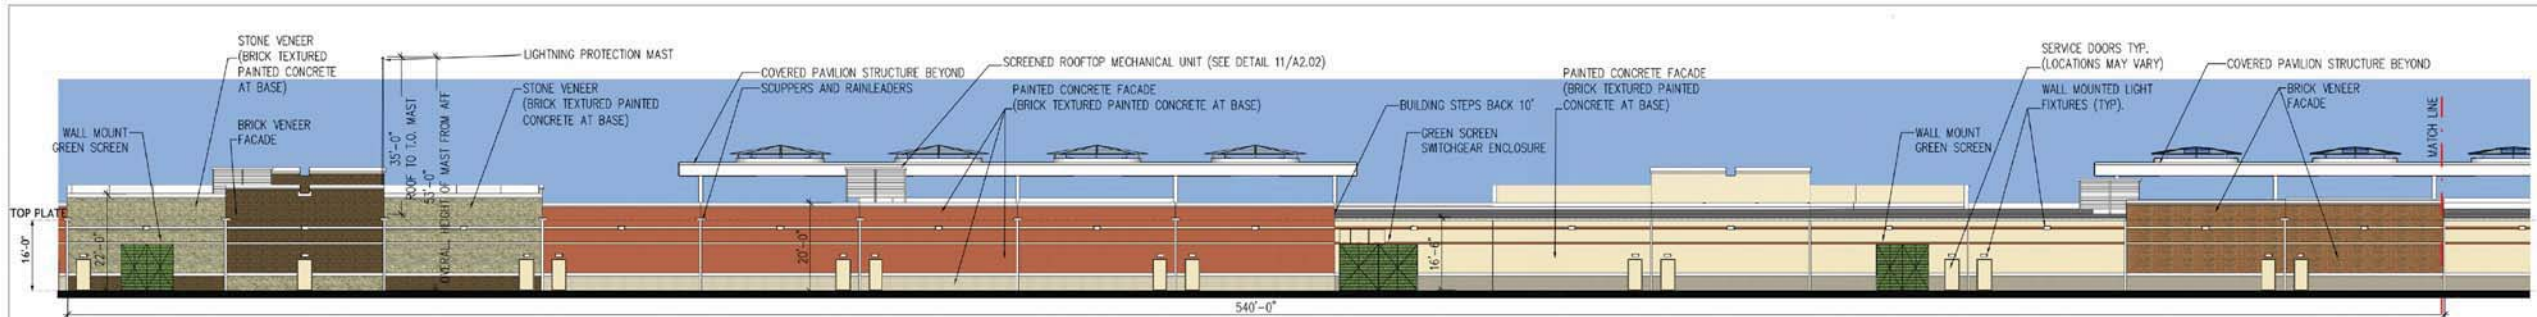 STONE VENEER
(BRICK TEXTURED
PAINTED CONCRETE
AT BASE)
LIGHTNING PROTECTION MAST
WALL MOUNT
GREEN SCREEN
BRICK VENEER
FACADE
35'-0"
ROOF TO T.O. MAST
53'-0"
OVERALL HEIGHT OF MAST FROM AFF
STONE VENEER
(BRICK TEXTURED PAINTED
CONCRETE AT BASE)
COVERED PAVILION STRUCTURE BEYOND
SCUPPERS AND RAINLEADERS
SCREENED ROOFTOP MECHANICAL UNIT (SEE DETAIL 11/A2.02)
PAINTED CONCRETE FACADE
(BRICK TEXTURED PAINTED CONCRETE AT BASE)
BUILDING STEPS BACK 10'
GREEN SCREEN
SWITCHGEAR ENCLOSURE
PAINTED CONCRETE FACADE
(BRICK TEXTURED PAINTED
CONCRETE AT BASE)
SERVICE DOORS TYP.
(LOCATIONS MAY VARY)
WALL MOUNTED LIGHT
FIXTURES (TYP).
WALL MOUNT
GREEN SCREEN
COVERED PAVILION STRUCTURE BEYOND
BRICK VENEER
FACADE
MATCH LINE
TOP PLATE
16'-0"
22'-0"
20'-0"
16'-6"
540'-0"